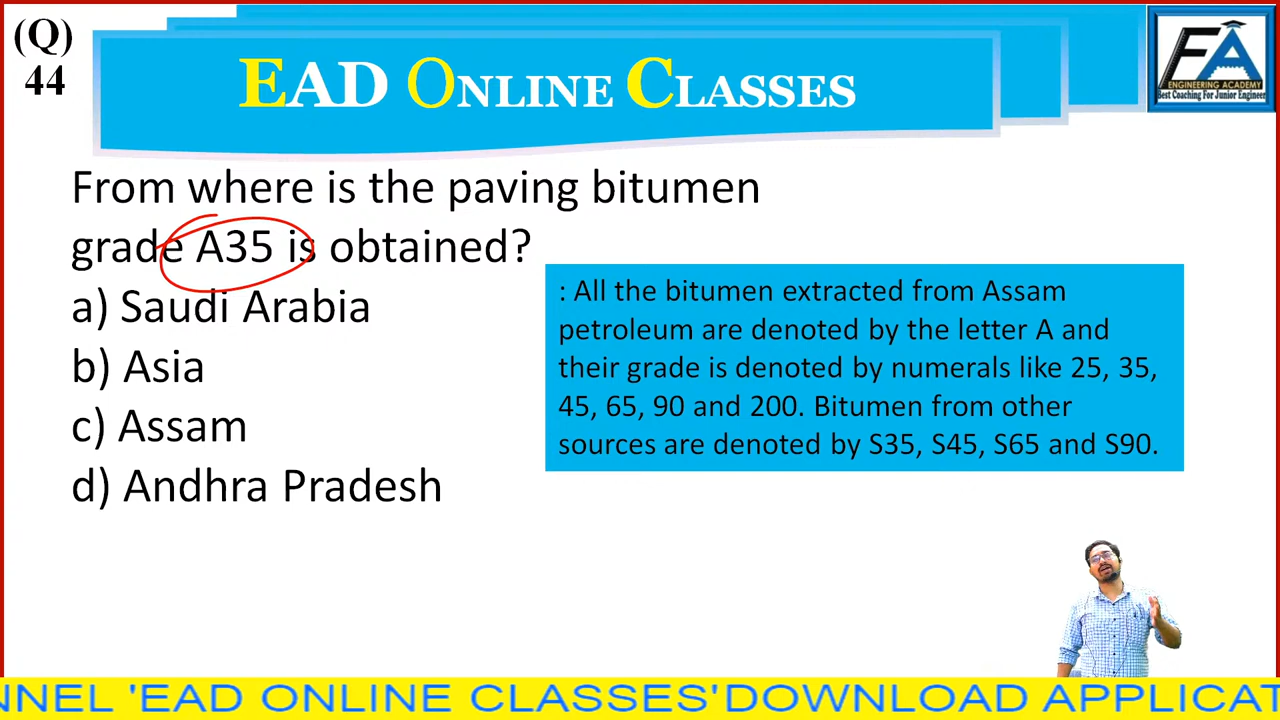 (Q)
44
EAD ONLINE CLASSES
ENGINEERING ACADEMY
Best Coaching For Junior Engineer
From where is the paving bitumen
grade A35 is obtained?
a) Saudi Arabia
b) Asia
c) Assam
d) Andhra Pradesh
: All the bitumen extracted from Assam
petroleum are denoted by the letter A and
their grade is denoted by numerals like 25, 35,
45, 65, 90 and 200. Bitumen from other
sources are denoted by S35, S45, S65 and S90.
NNEL 'EAD ONLINE CLASSES'DOWNLOAD APPLICAT